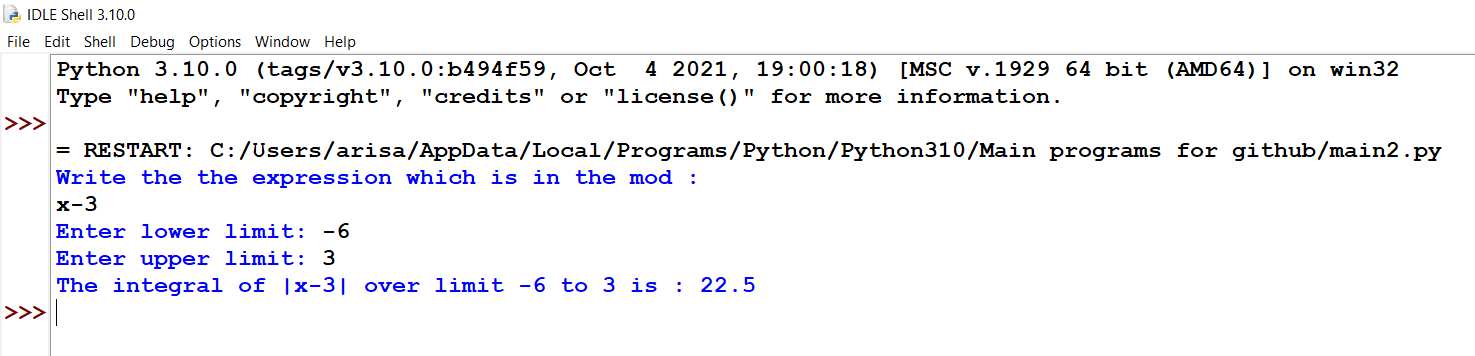 IDLE Shell 3.10.0
File Edit Shell Debug Options Window Help
Python 3.10.0 (tags/v3.10.0:b494f59, Oct  4 2021, 19:00:18) [MSC v.1929 64 bit (AMD64)] on win32
Type "help", "copyright", "credits" or "license()" for more information.
>>>
= RESTART: C:/Users/arisa/AppData/Local/Programs/Python/Python310/Main programs for github/main2.py
Write the the expression which is in the mod :
x-3
Enter lower limit: -6
Enter upper limit: 3
The integral of |x-3| over limit -6 to 3 is : 22.5
>>>